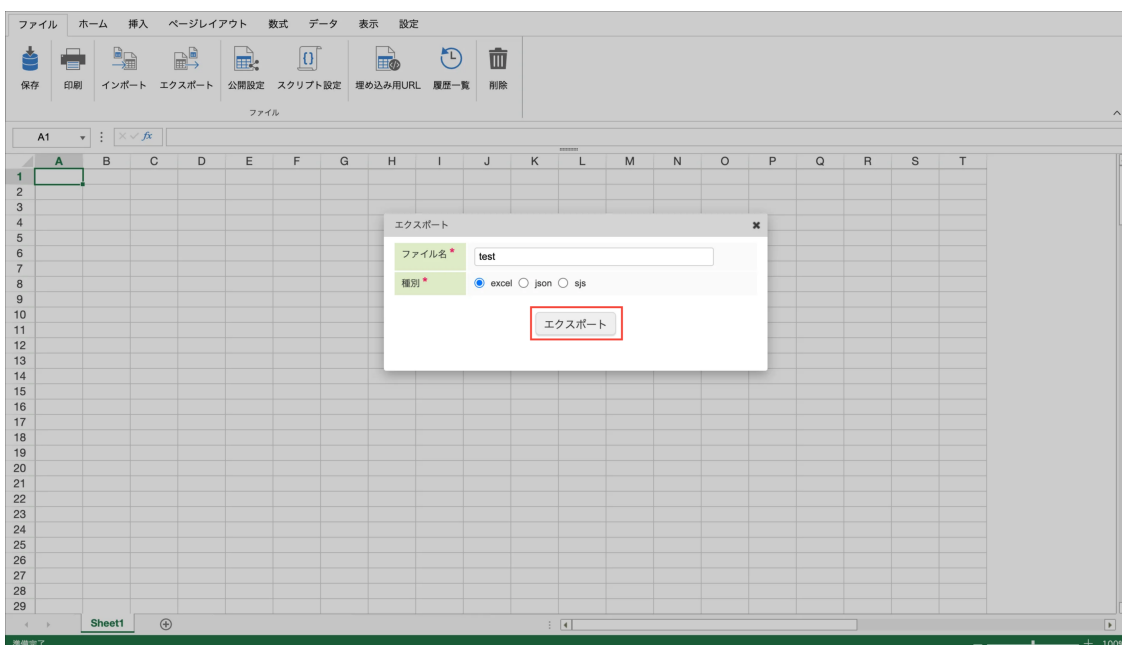 ファイル ホーム 挿入 ページレイアウト 数式 データ 表示 設定
保存 印刷 インポート エクスポート 公開設定 スクリプト設定 埋め込み用URL 履歴一覧 削除
ファイル
A1 fx
A B C D E F G H I J K L M N O P Q R S T
1
2
3
4
エクスポート
5
6
ファイル名* test
7
8
種別* excel json sjs
9
10
エクスポート
11
12
13
14
15
16
17
18
19
20
21
22
23
24
25
26
27
28
29
Sheet1
準備完了 100%